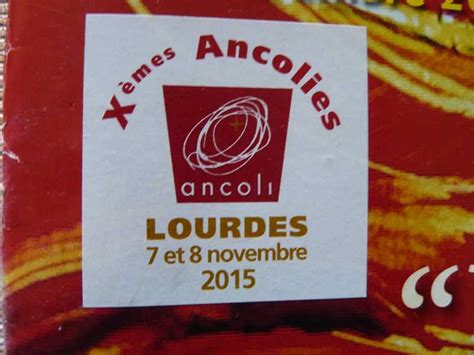 Xèmes Ancolies
ancoli
LOURDES
7 et 8 novembre
2015
“